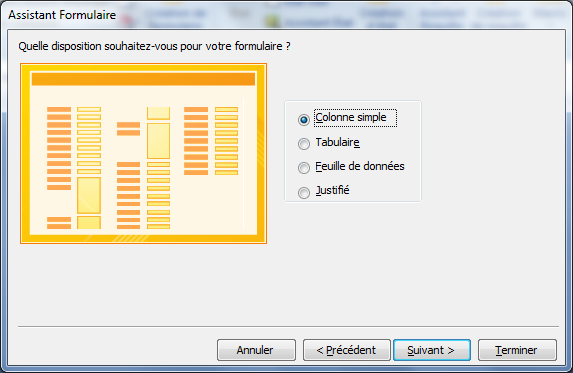 Assistant Formulaire
Quelle disposition souhaitez-vous pour votre formulaire ?
Colonne simple
Tabulaire
Feuille de données
Justifié
Annuler
< Précédent
Suivant >
Terminer